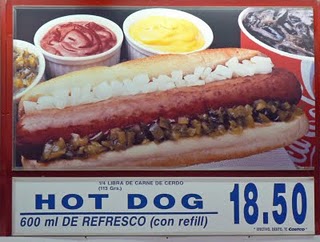 1/4 LIBRA DE CARNE DE CERDO
(113 Grs.)
HOT DOG 18.50
600 ml DE REFRESCO (con refill)